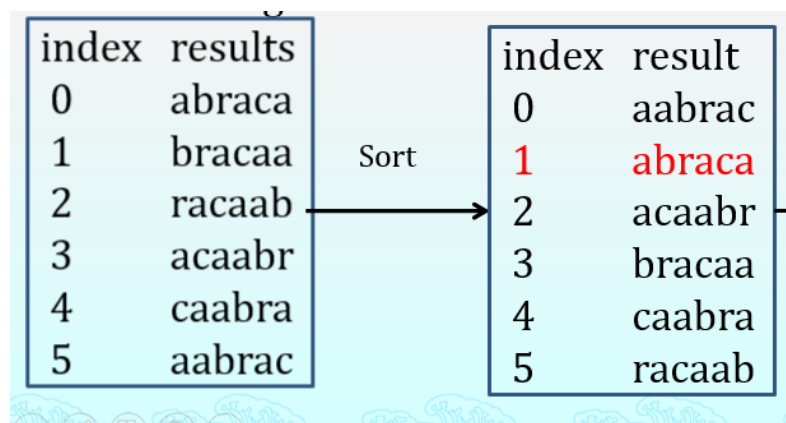 index results
0 abraca
1 bracaa
2 racaab
3 acaabr
4 caabra
5 aabrac
Sort
index result
0 aabrac
1 abraca
2 acaabr
3 bracaa
4 caabra
5 racaab